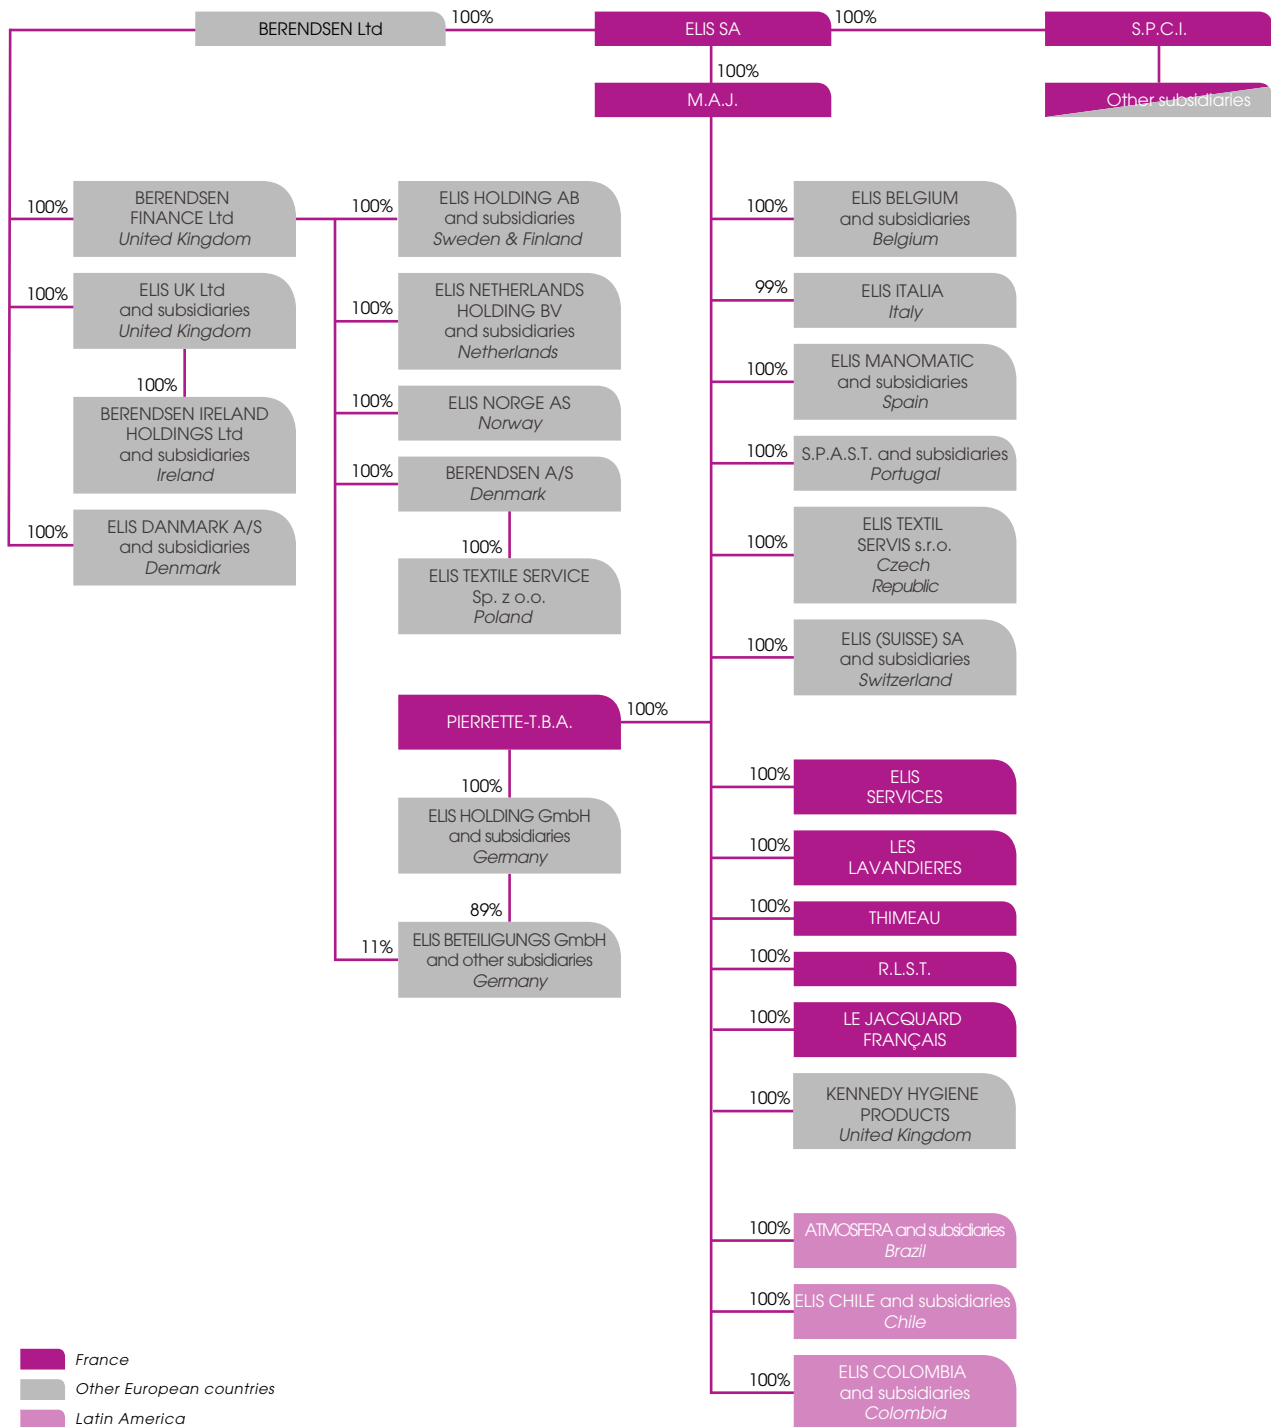 BERENDSEN Ltd
100%
ELIS SA
100%
S.P.C.I.
100%
M.A.J.
Other subsidiaries
100%
BERENDSEN
FINANCE Ltd
United Kingdom
100%
ELIS UK Ltd
and subsidiaries
United Kingdom
100%
BERENDSEN IRELAND
HOLDINGS Ltd
and subsidiaries
Ireland
100%
ELIS DANMARK A/S
and subsidiaries
Denmark
100%
ELIS HOLDING AB
and subsidiaries
Sweden & Finland
100%
ELIS NETHERLANDS
HOLDING BV
and subsidiaries
Netherlands
100%
ELIS NORGE AS
Norway
100%
BERENDSEN A/S
Denmark
100%
ELIS TEXTILE SERVICE
Sp. z o.o.
Poland
PIERRETTE-T.B.A.
100%
100%
ELIS HOLDING GmbH
and subsidiaries
Germany
89%
11%
ELIS BETEILIGUNGS GmbH
and other subsidiaries
Germany
100%
ELIS BELGIUM
and subsidiaries
Belgium
99%
ELIS ITALIA
Italy
100%
ELIS MANOMATIC
and subsidiaries
Spain
100%
S.P.A.S.T. and subsidiaries
Portugal
100%
ELIS TEXTIL
SERVIS s.r.o.
Czech
Republic
100%
ELIS (SUISSE) SA
and subsidiaries
Switzerland
100%
ELIS
SERVICES
100%
LES
LAVANDIERES
100%
THIMEAU
100%
R.L.S.T.
100%
LE JACQUARD
FRANÇAIS
100%
KENNEDY HYGIENE
PRODUCTS
United Kingdom
100%
ATMOSFERA and subsidiaries
Brazil
100%
ELIS CHILE and subsidiaries
Chile
100%
ELIS COLOMBIA
and subsidiaries
Colombia
France
Other European countries
Latin America